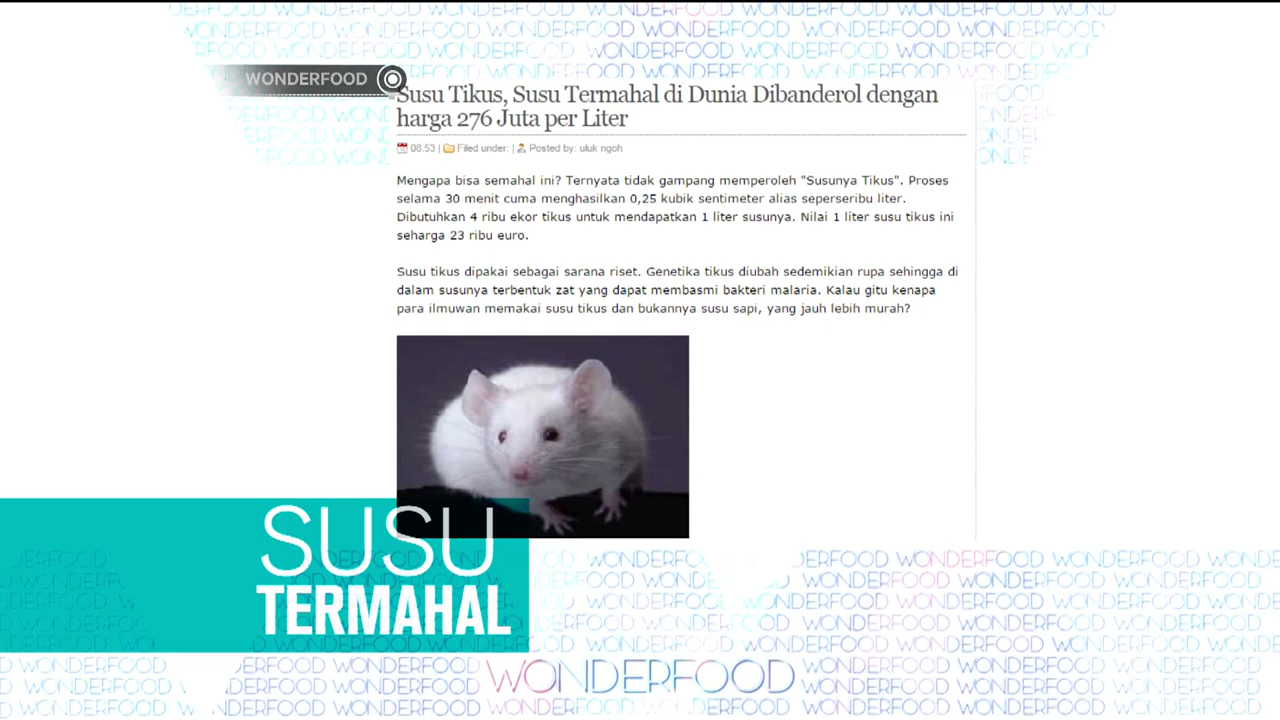 WONDERFOOD
Susu Tikus, Susu Termahal di Dunia Dibanderol dengan
harga 276 Juta per Liter
08.53 | Filed under: | Posted by: uluk ngoh
Mengapa bisa semahal ini? Ternyata tidak gampang memperoleh "Susunya Tikus". Proses
selama 30 menit cuma menghasilkan 0,25 kubik sentimeter alias seperseribu liter.
Dibutuhkan 4 ribu ekor tikus untuk mendapatkan 1 liter susunya. Nilai 1 liter susu tikus ini
seharga 23 ribu euro.
Susu tikus dipakai sebagai sarana riset. Genetika tikus diubah sedemikian rupa sehingga di
dalam susunya terbentuk zat yang dapat membasmi bakteri malaria. Kalau gitu kenapa
para ilmuwan memakai susu tikus dan bukannya susu sapi, yang jauh lebih murah?
SUSU
TERMAHAL
WONDERFOOD